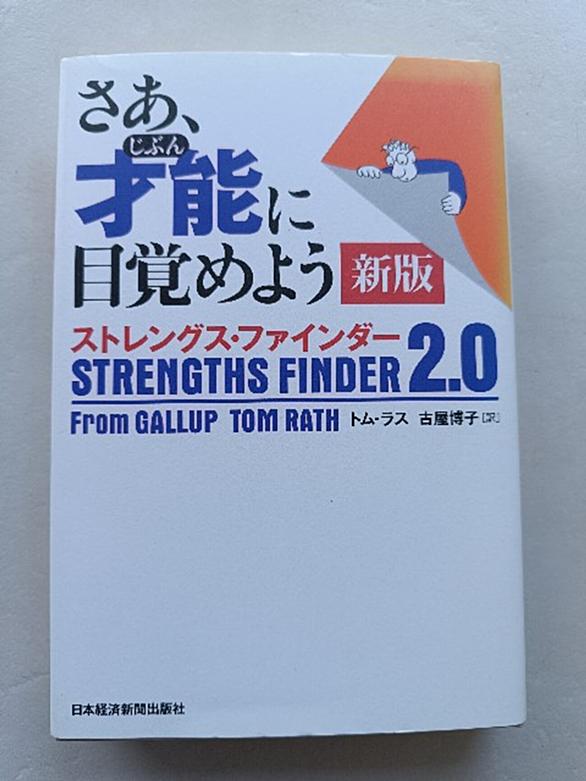 さあ、
じぶん
才能に
目覚めよう 新版
ストレングス・ファインダー
STRENGTHS FINDER 2.0
From GALLUP TOM RATH トム・ラス 古屋博子[訳]
日本経済新聞出版社